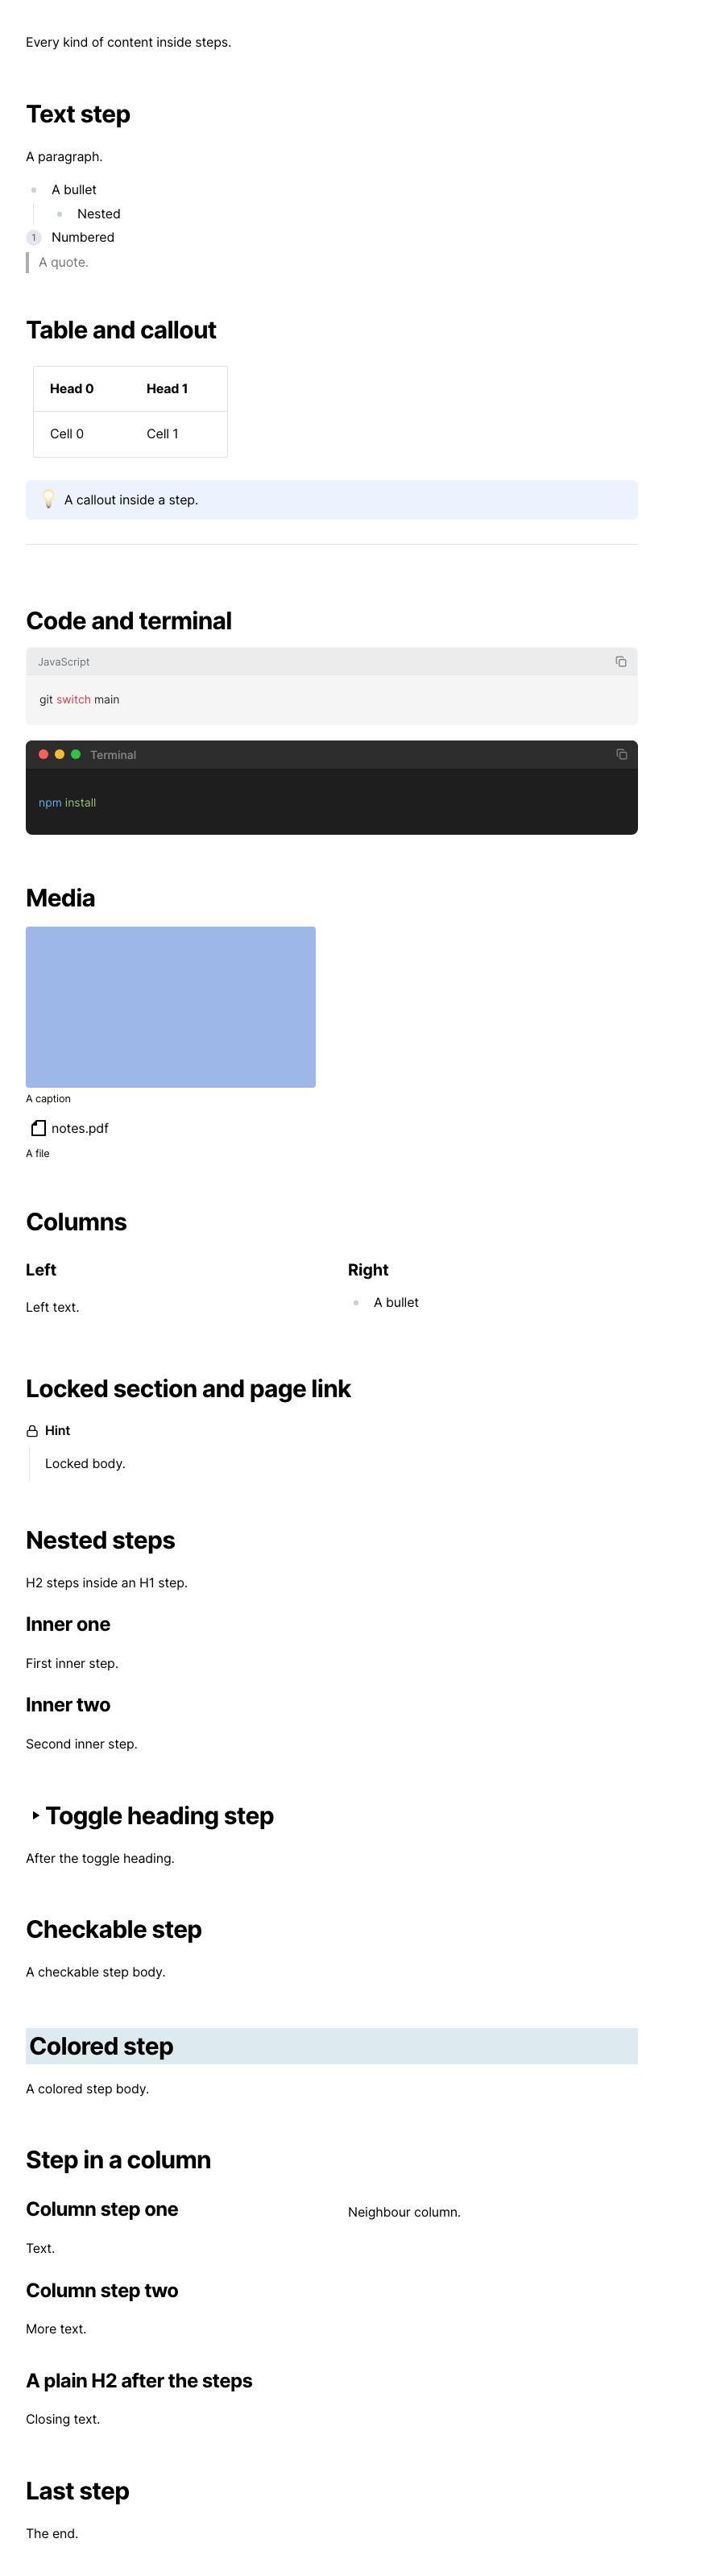 Every kind of content inside steps.
Text step
A paragraph.
A bullet
Nested
1 Numbered
A quote.
Table and callout
Head 0 Head 1
Cell 0 Cell 1
A callout inside a step.
Code and terminal
JavaScript
git switch main
Terminal
npm install
Media
A caption
notes.pdf
A file
Columns
Left
Left text.
Right
A bullet
Locked section and page link
Hint
Locked body.
Nested steps
H2 steps inside an H1 step.
Inner one
First inner step.
Inner two
Second inner step.
Toggle heading step
After the toggle heading.
Checkable step
A checkable step body.
Colored step
A colored step body.
Step in a column
Column step one
Text.
Column step two
More text.
Neighbour column.
A plain H2 after the steps
Closing text.
Last step
The end.